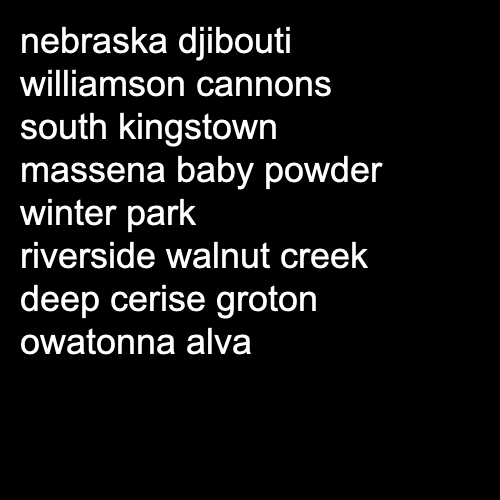 nebraska djibouti
williamson cannons
south kingstown
massena baby powder
winter park
riverside walnut creek
deep cerise groton
owatonna alva